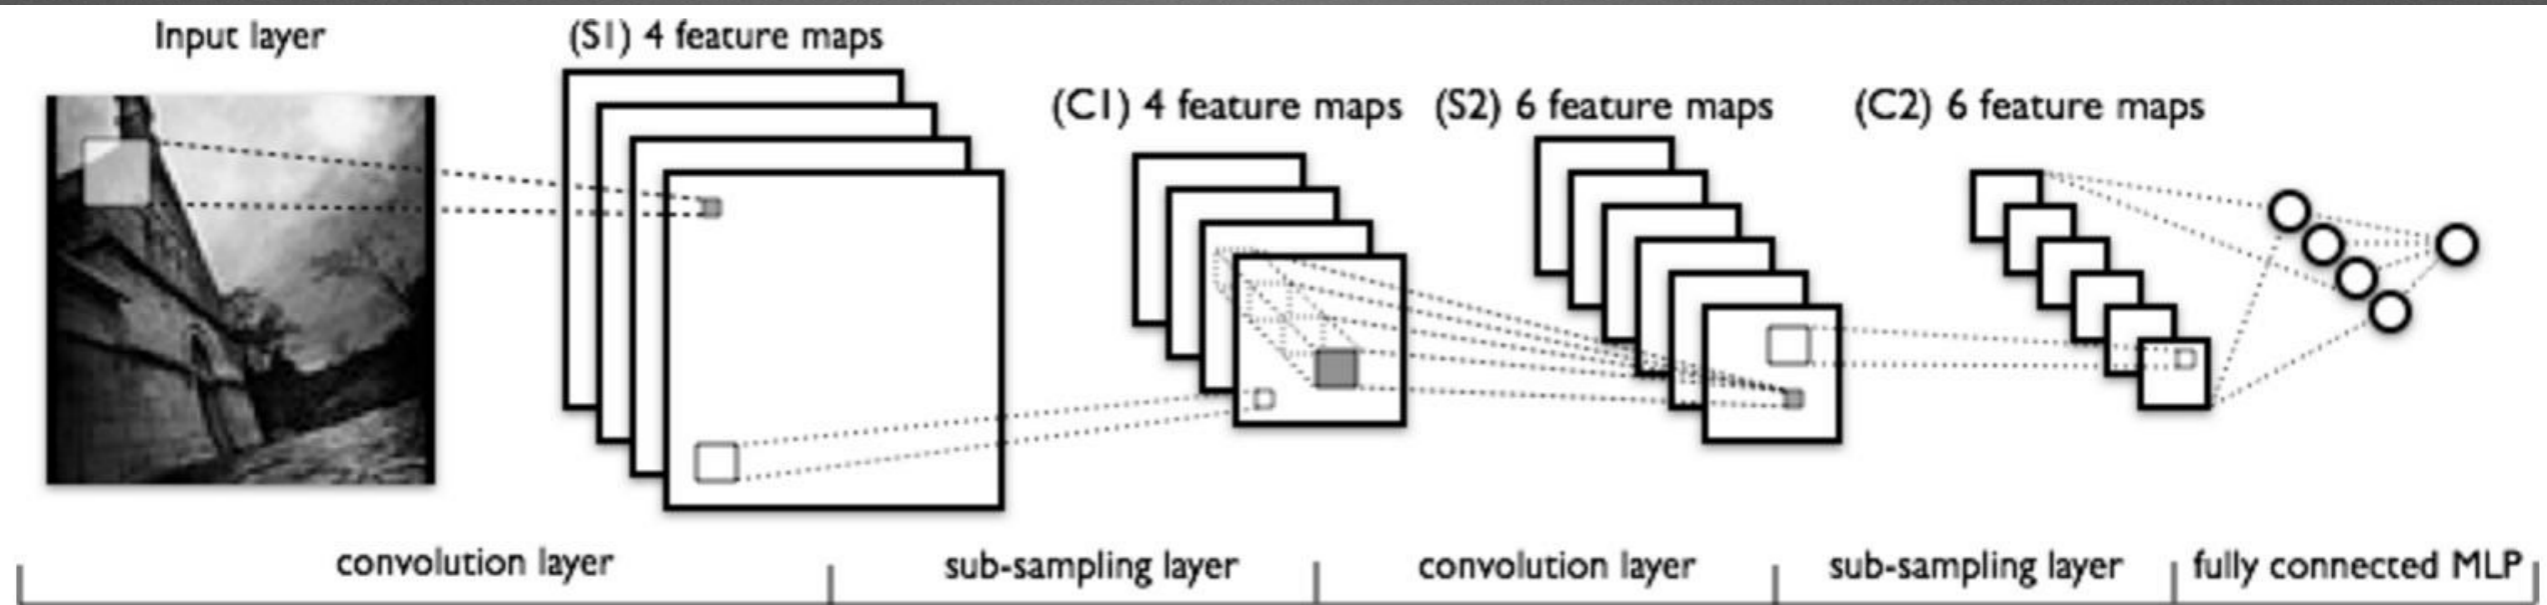 Input layer
(S1) 4 feature maps
(C1) 4 feature maps
(S2) 6 feature maps
(C2) 6 feature maps
convolution layer
sub-sampling layer
convolution layer
sub-sampling layer
fully connected MLP